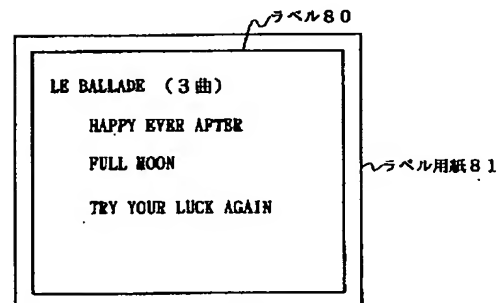 ラベル80
LE BALLADE （3曲）
HAPPY EVER AFTER
FULL MOON
ラベル用紙81
TRY YOUR LUCK AGAIN